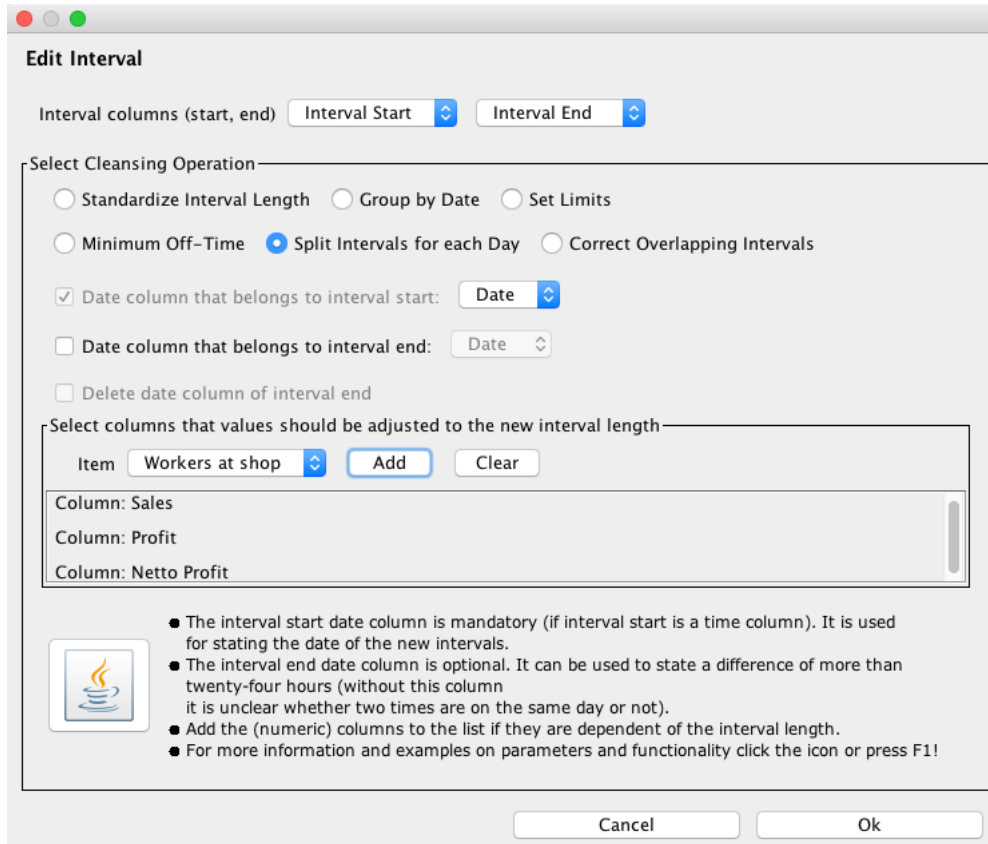 Edit Interval
Interval columns (start, end) Interval Start Interval End
Select Cleansing Operation
Standardize Interval Length Group by Date Set Limits
Minimum Off-Time Split Intervals for each Day Correct Overlapping Intervals
Date column that belongs to interval start: Date
Date column that belongs to interval end: Date
Delete date column of interval end
Select columns that values should be adjusted to the new interval length
Item Workers at shop Add Clear
Column: Sales
Column: Profit
Column: Netto Profit
● The interval start date column is mandatory (if interval start is a time column). It is used
for stating the date of the new intervals.
● The interval end date column is optional. It can be used to state a difference of more than
twenty-four hours (without this column
it is unclear whether two times are on the same day or not).
● Add the (numeric) columns to the list if they are dependent of the interval length.
● For more information and examples on parameters and functionality click the icon or press F1!
Cancel Ok